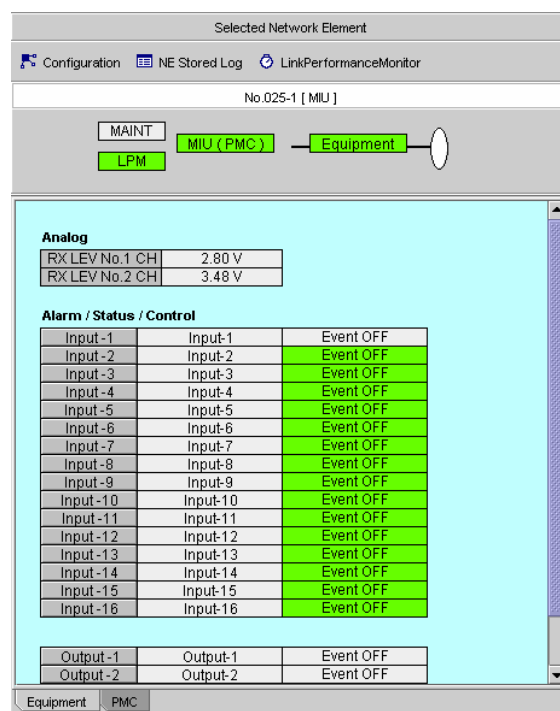 Selected Network Element
Configuration NE Stored Log LinkPerformanceMonitor
No.025-1 [ MIU ]
MAINT
LPM
MIU ( PMC )
Equipment
Analog
RX LEV No.1 CH 2.80 V
RX LEV No.2 CH 3.48 V
Alarm / Status / Control
Input -1 Input-1 Event OFF
Input -2 Input-2 Event OFF
Input -3 Input-3 Event OFF
Input -4 Input-4 Event OFF
Input -5 Input-5 Event OFF
Input -6 Input-6 Event OFF
Input -7 Input-7 Event OFF
Input -8 Input-8 Event OFF
Input -9 Input-9 Event OFF
Input -10 Input-10 Event OFF
Input -11 Input-11 Event OFF
Input -12 Input-12 Event OFF
Input -13 Input-13 Event OFF
Input -14 Input-14 Event OFF
Input -15 Input-15 Event OFF
Input -16 Input-16 Event OFF
Output -1 Output-1 Event OFF
Output -2 Output-2 Event OFF
Equipment PMC